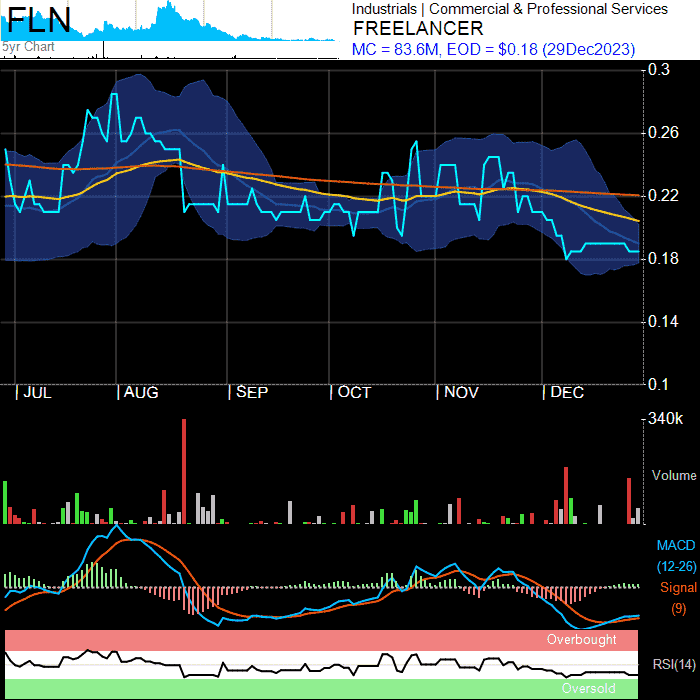 FLN
5yr Chart
Industrials | Commercial & Professional Services
FREELANCER
MC = 83.6M, EOD = $0.18 (29Dec2023)
0.3
0.26
0.22
0.18
0.14
0.1
JUL
AUG
SEP
OCT
NOV
DEC
340k
Volume
MACD
(12-26)
Signal
(9)
Overbought
RSI(14)
Oversold